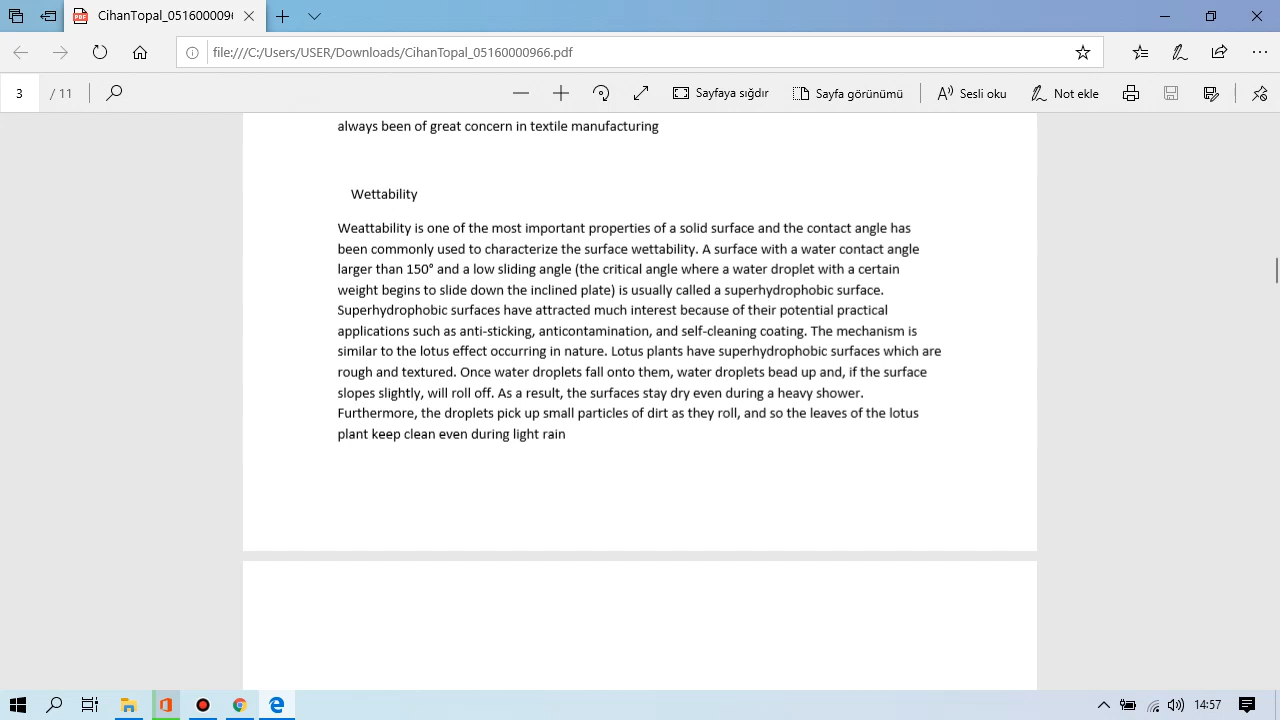 PDF 05160000
file:///C:/Users/USER/Downloads/CihanTopal_05160000966.pdf
3 / 11 Sayfaya sığdır Sayfa görünümü Sesli oku Not ekle
always been of great concern in textile manufacturing
Wettability
Weattability is one of the most important properties of a solid surface and the contact angle has
been commonly used to characterize the surface wettability. A surface with a water contact angle
larger than 150° and a low sliding angle (the critical angle where a water droplet with a certain
weight begins to slide down the inclined plate) is usually called a superhydrophobic surface.
Superhydrophobic surfaces have attracted much interest because of their potential practical
applications such as anti-sticking, anticontamination, and self-cleaning coating. The mechanism is
similar to the lotus effect occurring in nature. Lotus plants have superhydrophobic surfaces which are
rough and textured. Once water droplets fall onto them, water droplets bead up and, if the surface
slopes slightly, will roll off. As a result, the surfaces stay dry even during a heavy shower.
Furthermore, the droplets pick up small particles of dirt as they roll, and so the leaves of the lotus
plant keep clean even during light rain
14:57